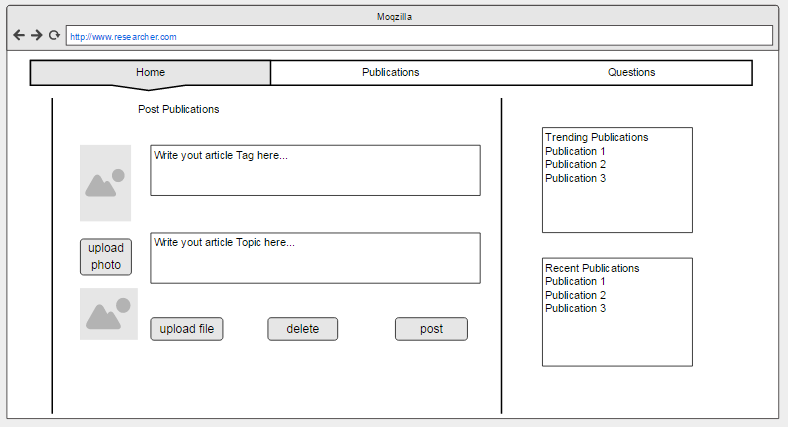 Moqzilla
http://www.researcher.com
Home
Publications
Questions
Post Publications
Write yout article Tag here...
upload
photo
Write yout article Topic here...
upload file
delete
post
Trending Publications
Publication 1
Publication 2
Publication 3
Recent Publications
Publication 1
Publication 2
Publication 3